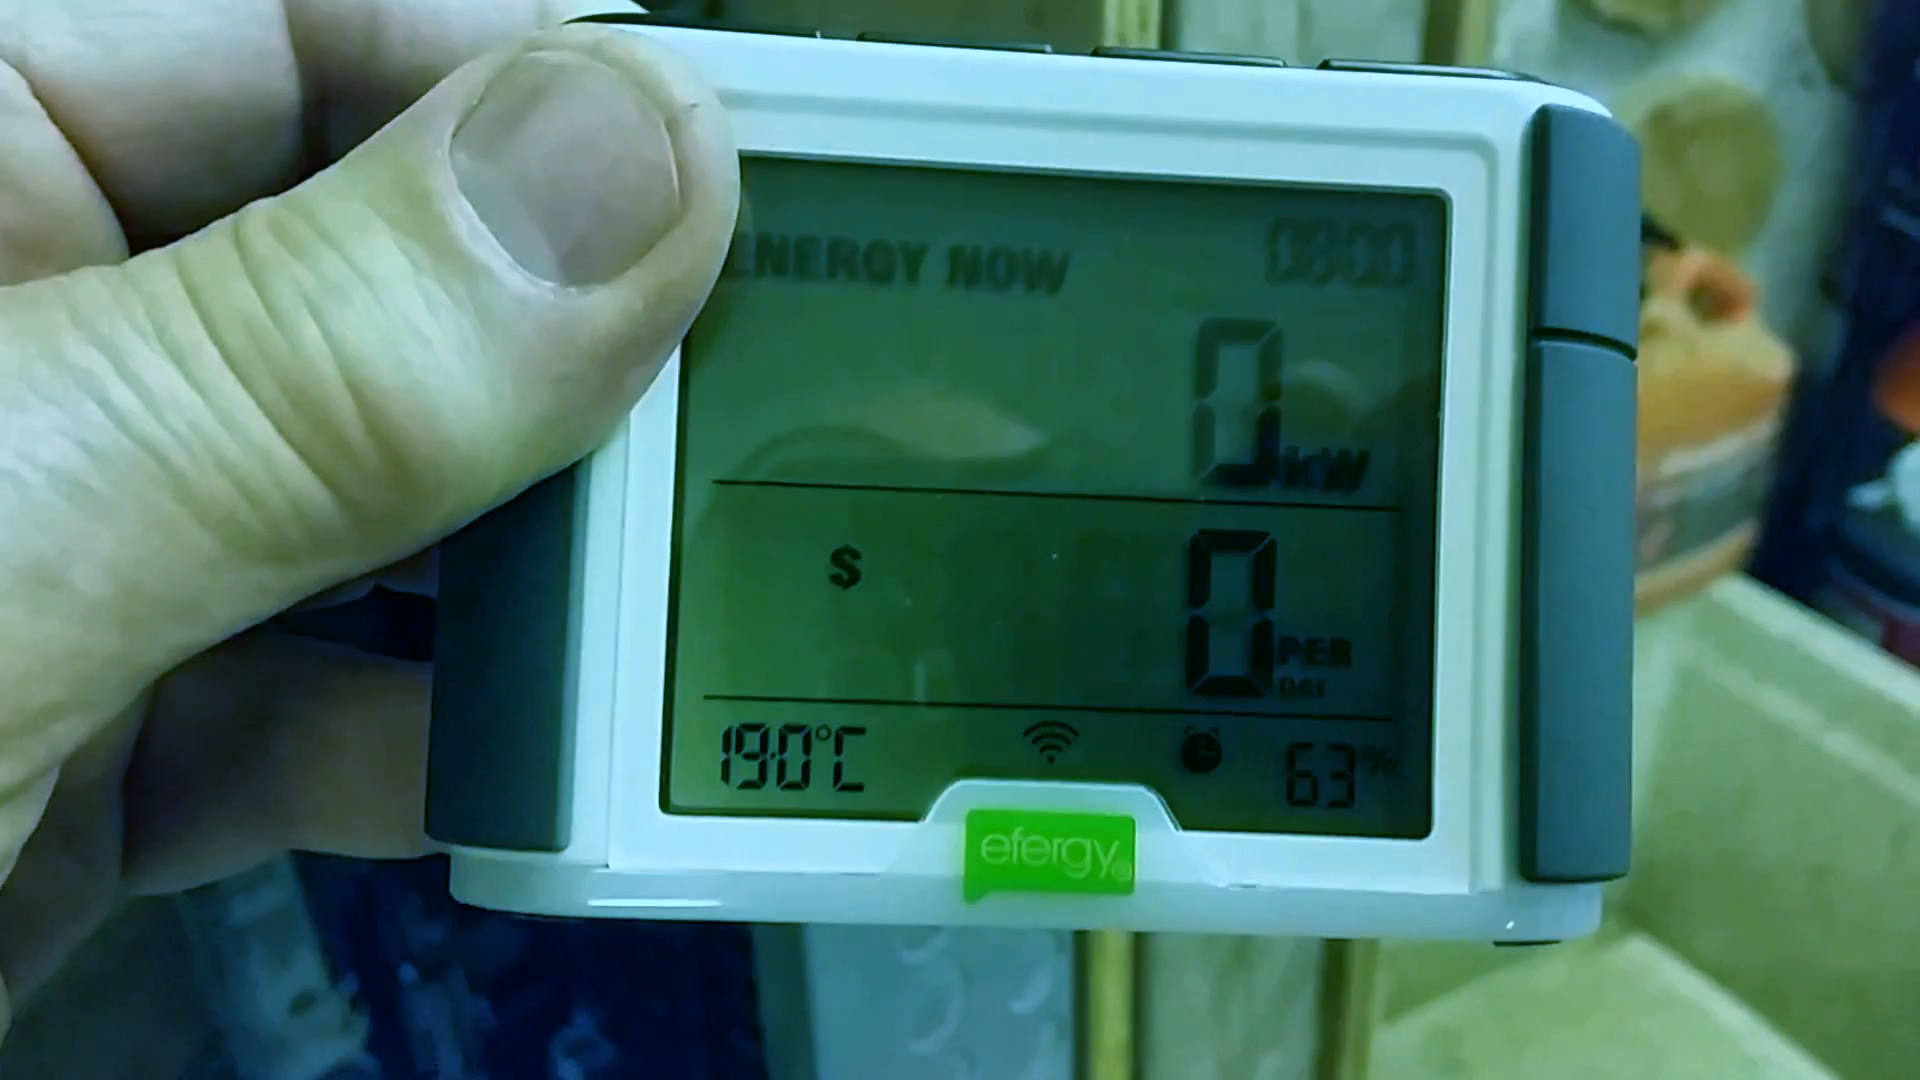 ENERGY NOW
0 kW
$ 0 PER DAY
19.0°C 63%
efergy